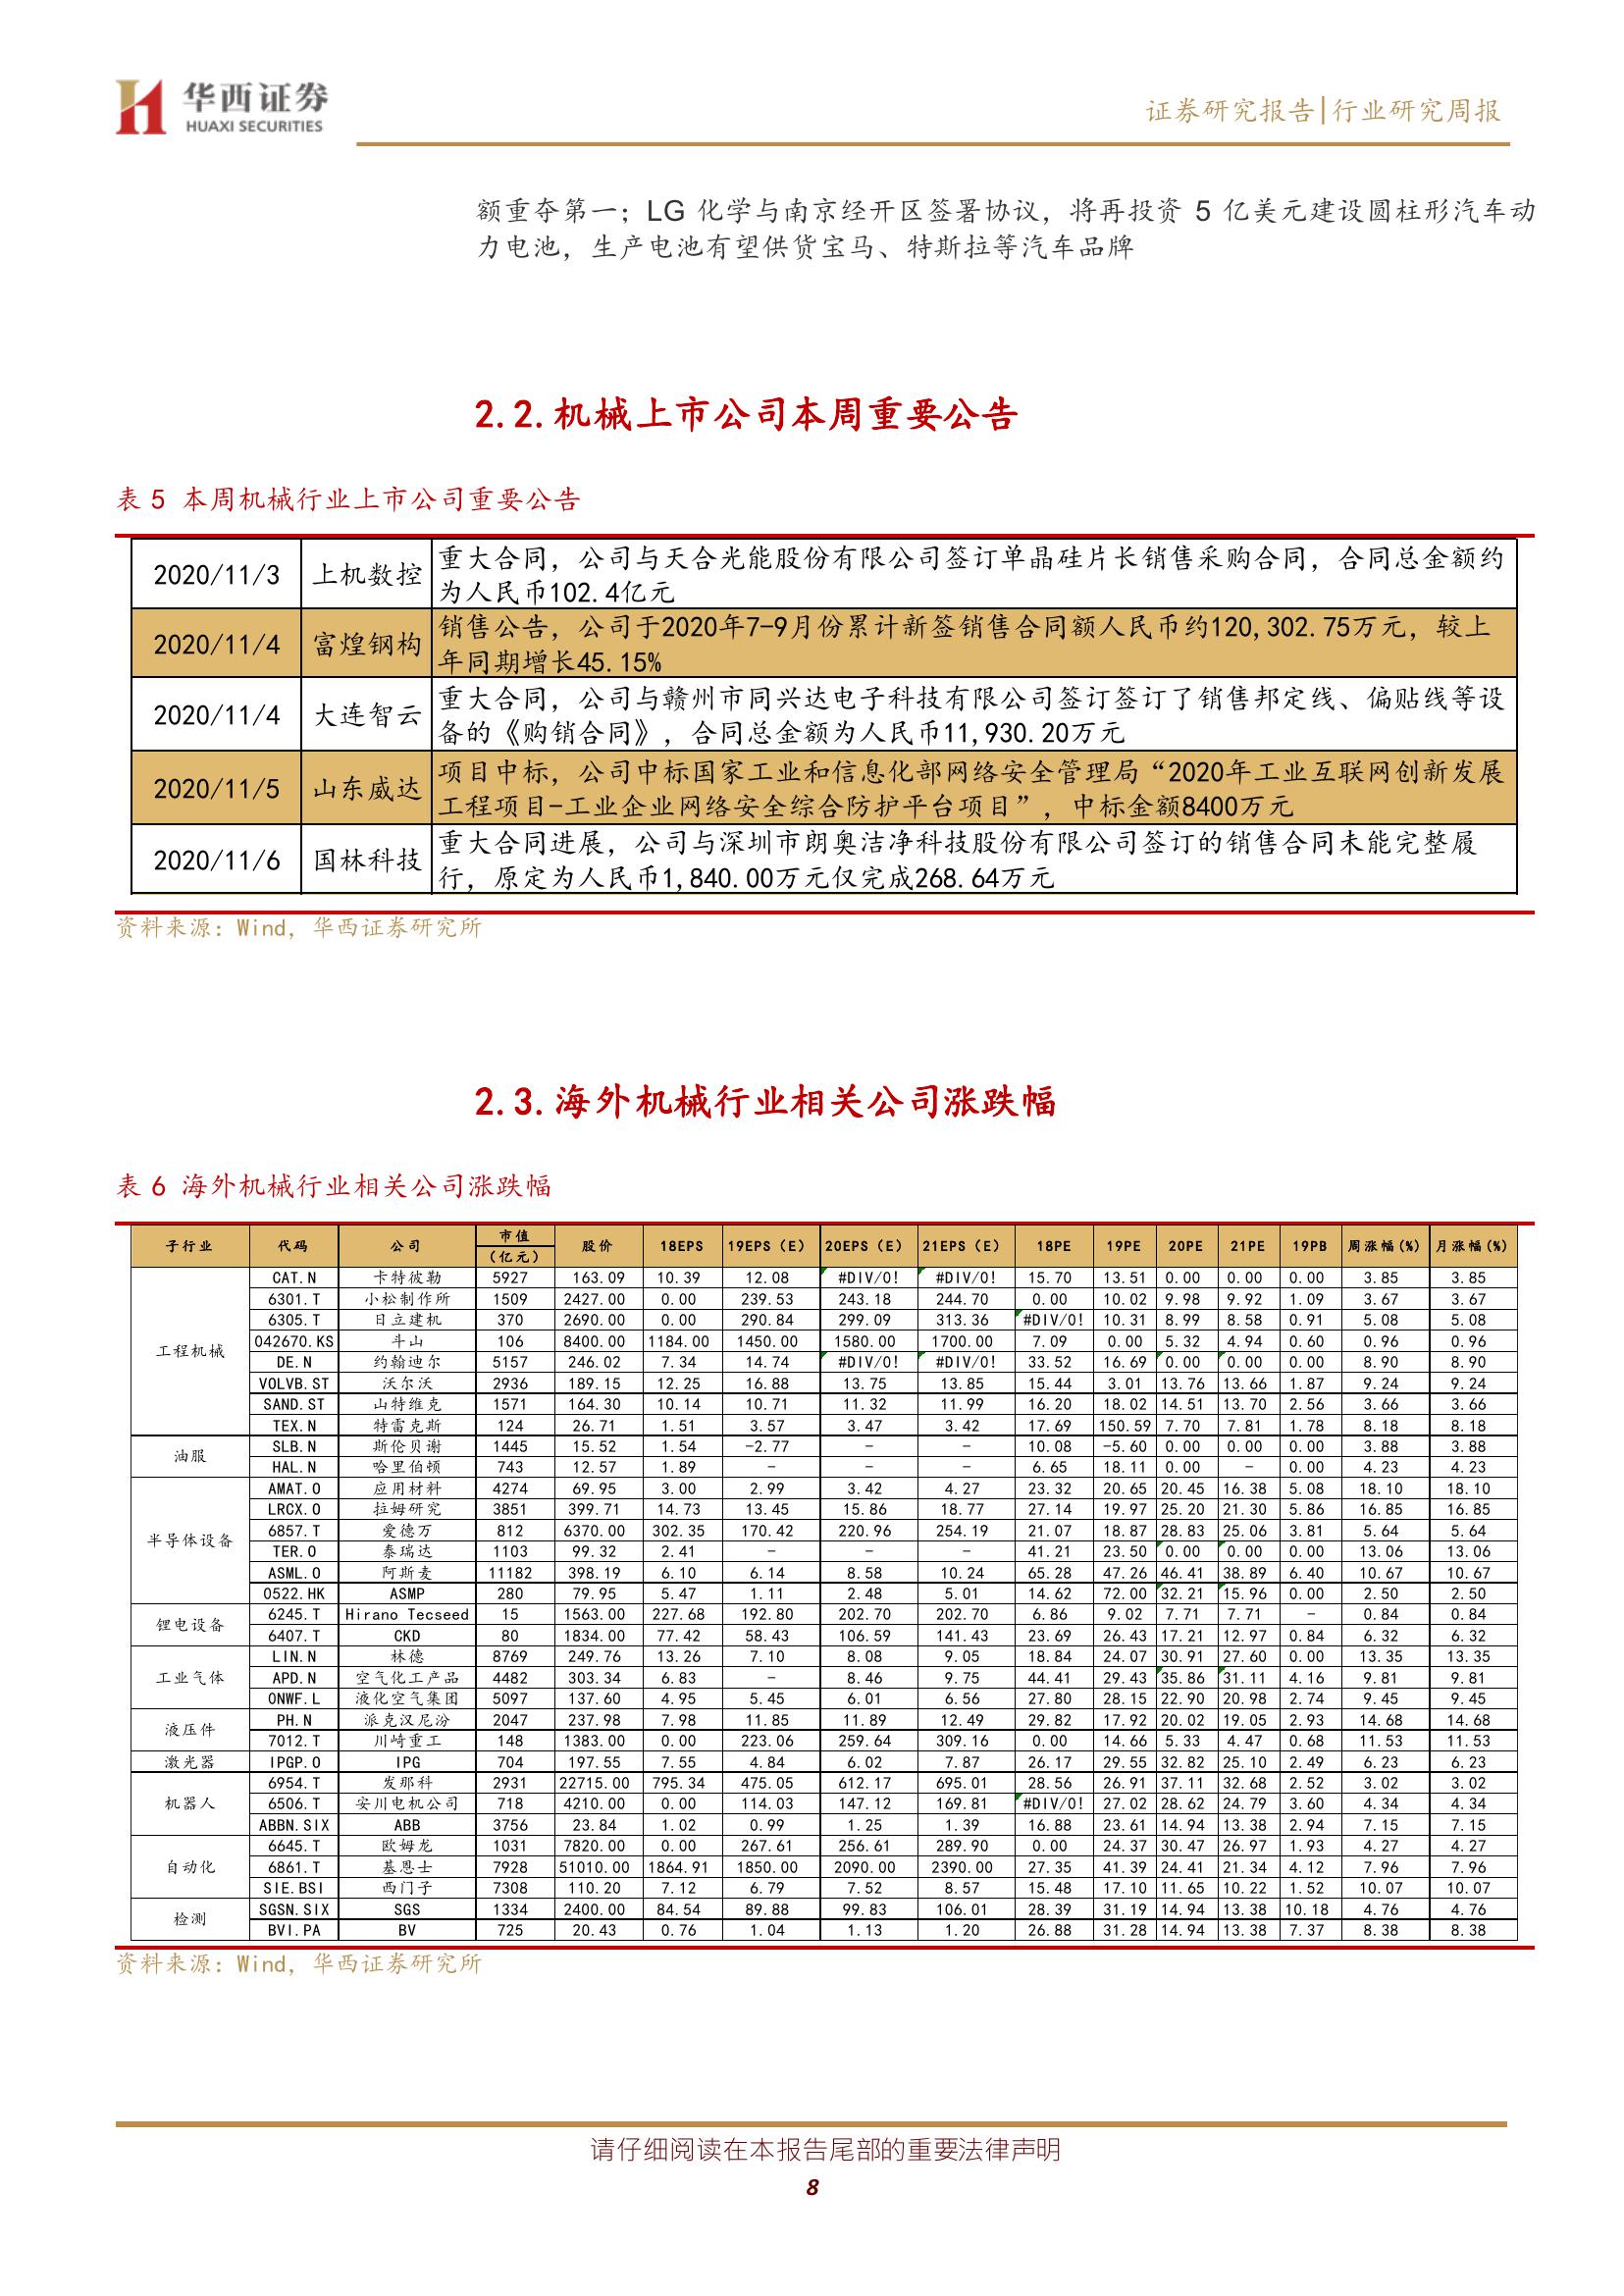 华西证券
HUAXI SECURITIES
证券研究报告|行业研究周报
额重夺第一；LG 化学与南京经开区签署协议，将再投资 5 亿美元建设圆柱形汽车动
力电池，生产电池有望供货宝马、特斯拉等汽车品牌
2.2.机械上市公司本周重要公告
表 5 本周机械行业上市公司重要公告
2020/11/3 上机数控 重大合同，公司与天合光能股份有限公司签订单晶硅片长销售采购合同，合同总金额约
为人民币102.4亿元
2020/11/4 富煌钢构 销售公告，公司于2020年7-9月份累计新签销售合同额人民币约120,302.75万元，较上
年同期增长45.15%
2020/11/4 大连智云 重大合同，公司与赣州市同兴达电子科技有限公司签订签订了销售邦定线、偏贴线等设
备的《购销合同》，合同总金额为人民币11,930.20万元
2020/11/5 山东威达 项目中标，公司中标国家工业和信息化部网络安全管理局“2020年工业互联网创新发展
工程项目-工业企业网络安全综合防护平台项目”，中标金额8400万元
2020/11/6 国林科技 重大合同进展，公司与深圳市朗奥洁净科技股份有限公司签订的销售合同未能完整履
行，原定为人民币1,840.00万元仅完成268.64万元
资料来源：Wind，华西证券研究所
2.3.海外机械行业相关公司涨跌幅
表 6 海外机械行业相关公司涨跌幅
子行业 代码 公司 市值（亿元） 股价 18EPS 19EPS（E） 20EPS（E） 21EPS（E） 18PE 19PE 20PE 21PE 19PB 周涨幅(%) 月涨幅(%)
工程机械 CAT.N 卡特彼勒 5927 163.09 10.39 12.08 #DIV/0! #DIV/0! 15.70 13.51 0.00 0.00 0.00 3.85 3.85
6301.T 小松制作所 1509 2427.00 0.00 239.53 243.18 244.70 0.00 10.02 9.98 9.92 1.09 3.67 3.67
6305.T 日立建机 370 2690.00 0.00 290.84 299.09 313.36 #DIV/0! 10.31 8.99 8.58 0.91 5.08 5.08
042670.KS 斗山 106 8400.00 1184.00 1450.00 1580.00 1700.00 7.09 0.00 5.32 4.94 0.60 0.96 0.96
DE.N 约翰迪尔 5157 246.02 7.34 14.74 #DIV/0! #DIV/0! 33.52 16.69 0.00 0.00 0.00 8.90 8.90
VOLVB.ST 沃尔沃 2936 189.15 12.25 16.88 13.75 13.85 15.44 3.01 13.76 13.66 1.87 9.24 9.24
SAND.ST 山特维克 1571 164.30 10.14 10.71 11.32 11.99 16.20 18.02 14.51 13.70 2.56 3.66 3.66
TEX.N 特雷克斯 124 26.71 1.51 3.57 3.47 3.42 17.69 150.59 7.70 7.81 1.78 8.18 8.18
油服 SLB.N 斯伦贝谢 1445 15.52 1.54 -2.77 - - 10.08 -5.60 0.00 0.00 0.00 3.88 3.88
HAL.N 哈里伯顿 743 12.57 1.89 - - - 6.65 18.11 0.00 - 0.00 4.23 4.23
半导体设备 AMAT.O 应用材料 4274 69.95 3.00 2.99 3.42 4.27 23.32 20.65 20.45 16.38 5.08 18.10 18.10
LRCX.O 拉姆研究 3851 399.71 14.73 13.45 15.86 18.77 27.14 19.97 25.20 21.30 5.86 16.85 16.85
6857.T 爱德万 812 6370.00 302.35 170.42 220.96 254.19 21.07 18.87 28.83 25.06 3.81 5.64 5.64
TER.O 泰瑞达 1103 99.32 2.41 - - - 41.21 23.50 0.00 0.00 0.00 13.06 13.06
ASML.O 阿斯麦 11182 398.19 6.10 6.14 8.58 10.24 65.28 47.26 46.41 38.89 6.40 10.67 10.67
0522.HK ASMP 280 79.95 5.47 1.11 2.48 5.01 14.62 72.00 32.21 15.96 0.00 2.50 2.50
锂电设备 6245.T Hirano Tecseed 15 1563.00 227.68 192.80 202.70 202.70 6.86 9.02 7.71 7.71 - 0.84 0.84
6407.T CKD 80 1834.00 77.42 58.43 106.59 141.43 23.69 26.43 17.21 12.97 0.84 6.32 6.32
工业气体 LIN.N 林德 8769 249.76 13.26 7.10 8.08 9.05 18.84 24.07 30.91 27.60 0.00 13.35 13.35
APD.N 空气化工产品 4482 303.34 6.83 - 8.46 9.75 44.41 29.43 35.86 31.11 4.16 9.81 9.81
ONWF.L 液化空气集团 5097 137.60 4.95 5.45 6.01 6.56 27.80 28.15 22.90 20.98 2.74 9.45 9.45
液压件 PH.N 派克汉尼汾 2047 237.98 7.98 11.85 11.89 12.49 29.82 17.92 20.02 19.05 2.93 14.68 14.68
7012.T 川崎重工 148 1383.00 0.00 223.06 259.64 309.16 0.00 14.66 5.33 4.47 0.68 11.53 11.53
激光器 IPGP.O IPG 704 197.55 7.55 4.84 6.02 7.87 26.17 29.55 32.82 25.10 2.49 6.23 6.23
机器人 6954.T 发那科 2931 22715.00 795.34 475.05 612.17 695.01 28.56 26.91 37.11 32.68 2.52 3.02 3.02
6506.T 安川电机公司 718 4210.00 0.00 114.03 147.12 169.81 #DIV/0! 27.02 28.62 24.79 3.60 4.34 4.34
ABBN.SIX ABB 3756 23.84 1.02 0.99 1.25 1.39 16.88 23.61 14.94 13.38 2.94 7.15 7.15
自动化 6645.T 欧姆龙 1031 7820.00 0.00 267.61 256.61 289.90 0.00 24.37 30.47 26.97 1.93 4.27 4.27
6861.T 基恩士 7928 51010.00 1864.91 1850.00 2090.00 2390.00 27.35 41.39 24.41 21.34 4.12 7.96 7.96
SIE.BSI 西门子 7308 110.20 7.12 6.79 7.52 8.57 15.48 17.10 11.65 10.22 1.52 10.07 10.07
检测 SGSN.SIX SGS 1334 2400.00 84.54 89.88 99.83 106.01 28.39 31.19 14.94 13.38 10.18 4.76 4.76
BVI.PA BV 725 20.43 0.76 1.04 1.13 1.20 26.88 31.28 14.94 13.38 7.37 8.38 8.38
资料来源：Wind，华西证券研究所
请仔细阅读在本报告尾部的重要法律声明
8